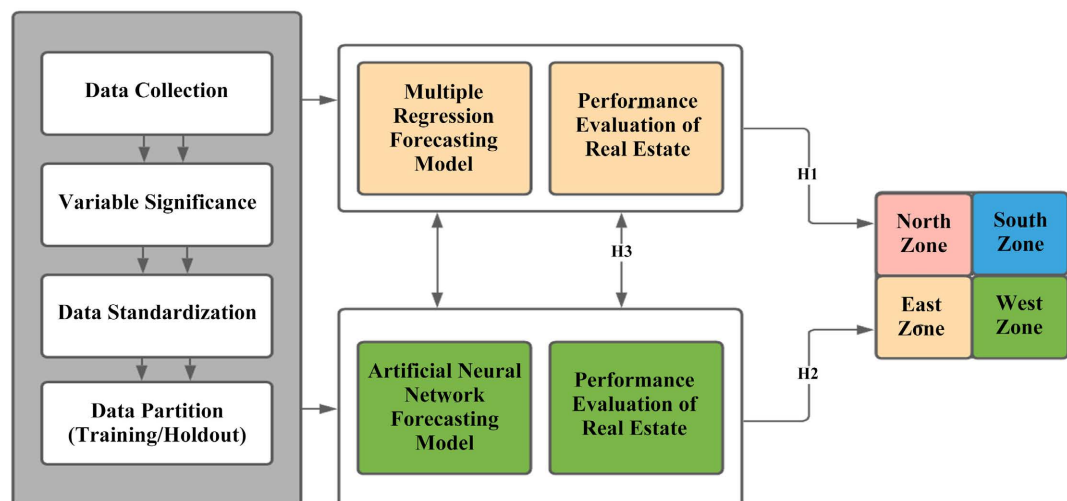 Data Collection
Variable Significance
Data Standardization
Data Partition
(Training/Holdout)
Multiple
Regression
Forecasting
Model
Performance
Evaluation of
Real Estate
H3
Artificial Neural
Network
Forecasting
Model
Performance
Evaluation of
Real Estate
H1
H2
North
Zone
South
Zone
East
Zone
West
Zone